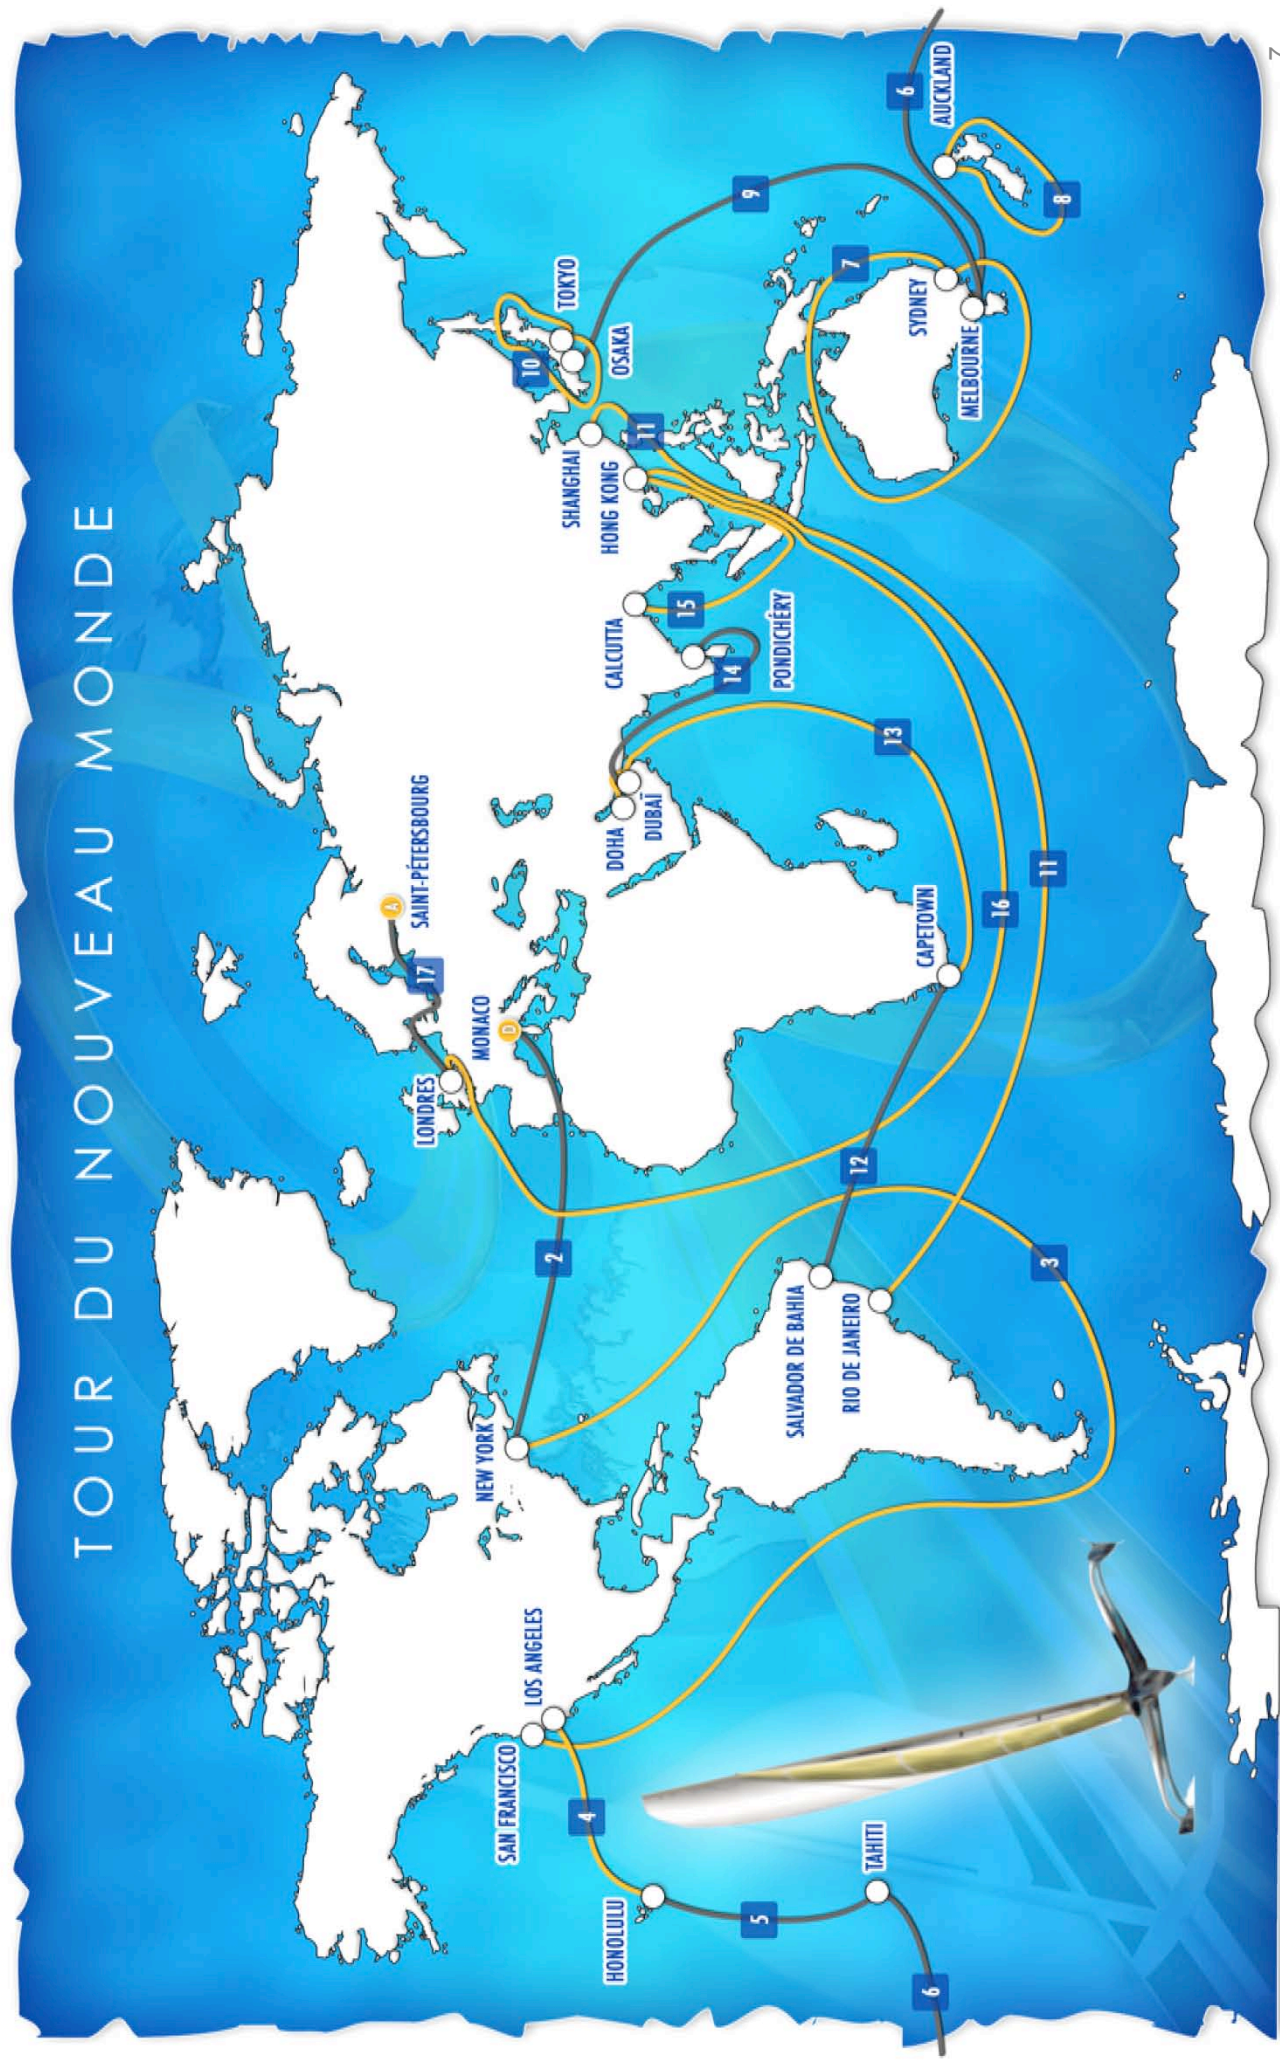 TOUR DU NOUVEAU MONDE
SAINT-PÉTERSBOURG
A
17
LONDRES
MONACO
D
2
NEW YORK
SAN FRANCISCO
LOS ANGELES
4
HONOLULU
5
TAHITI
6
3
SALVADOR DE BAHIA
RIO DE JANEIRO
12
CAPETOWN
16
11
13
DOHA
DUBAÏ
14
PONDICHÉRY
CALCUTTA
15
HONG KONG
SHANGHAI
11
10
OSAKA
TOKYO
9
7
SYDNEY
MELBOURNE
6
AUCKLAND
8
2